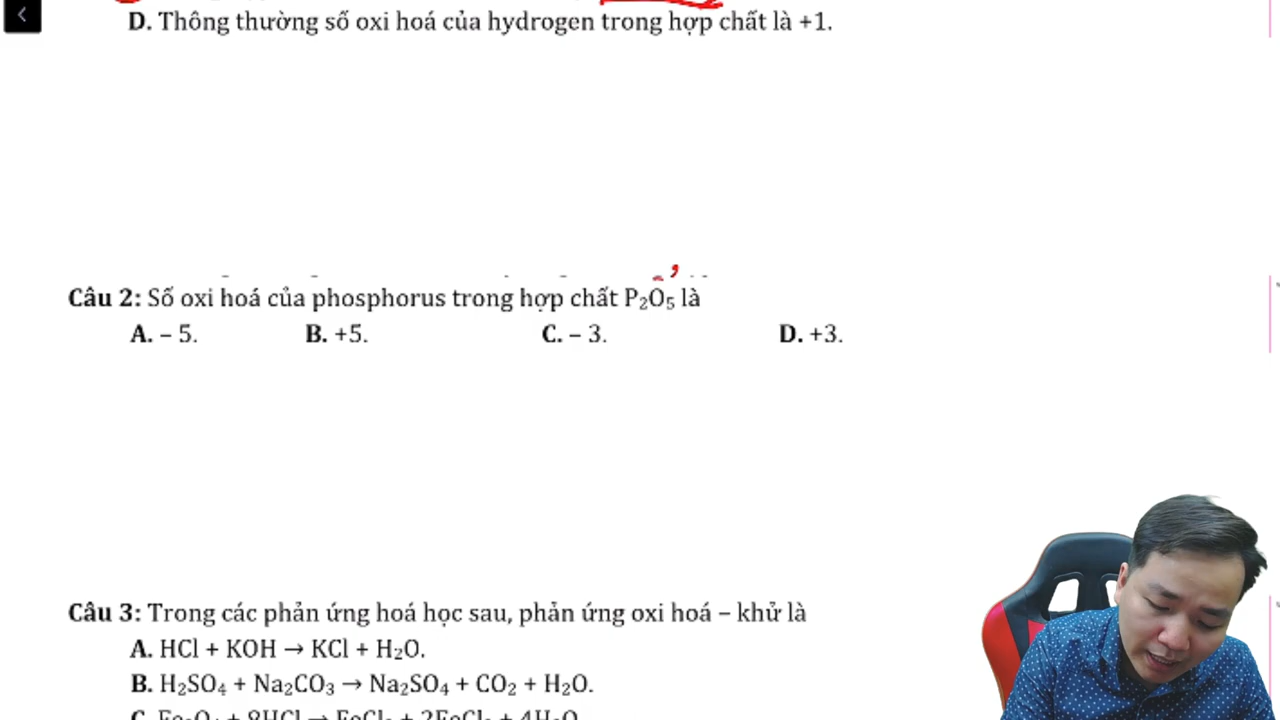 D. Thông thường số oxi hoá của hydrogen trong hợp chất là +1.
Câu 2: Số oxi hoá của phosphorus trong hợp chất P₂O₅ là
A. – 5. B. +5. C. – 3. D. +3.
Câu 3: Trong các phản ứng hoá học sau, phản ứng oxi hoá – khử là
A. HCl + KOH → KCl + H₂O.
B. H₂SO₄ + Na₂CO₃ → Na₂SO₄ + CO₂ + H₂O.